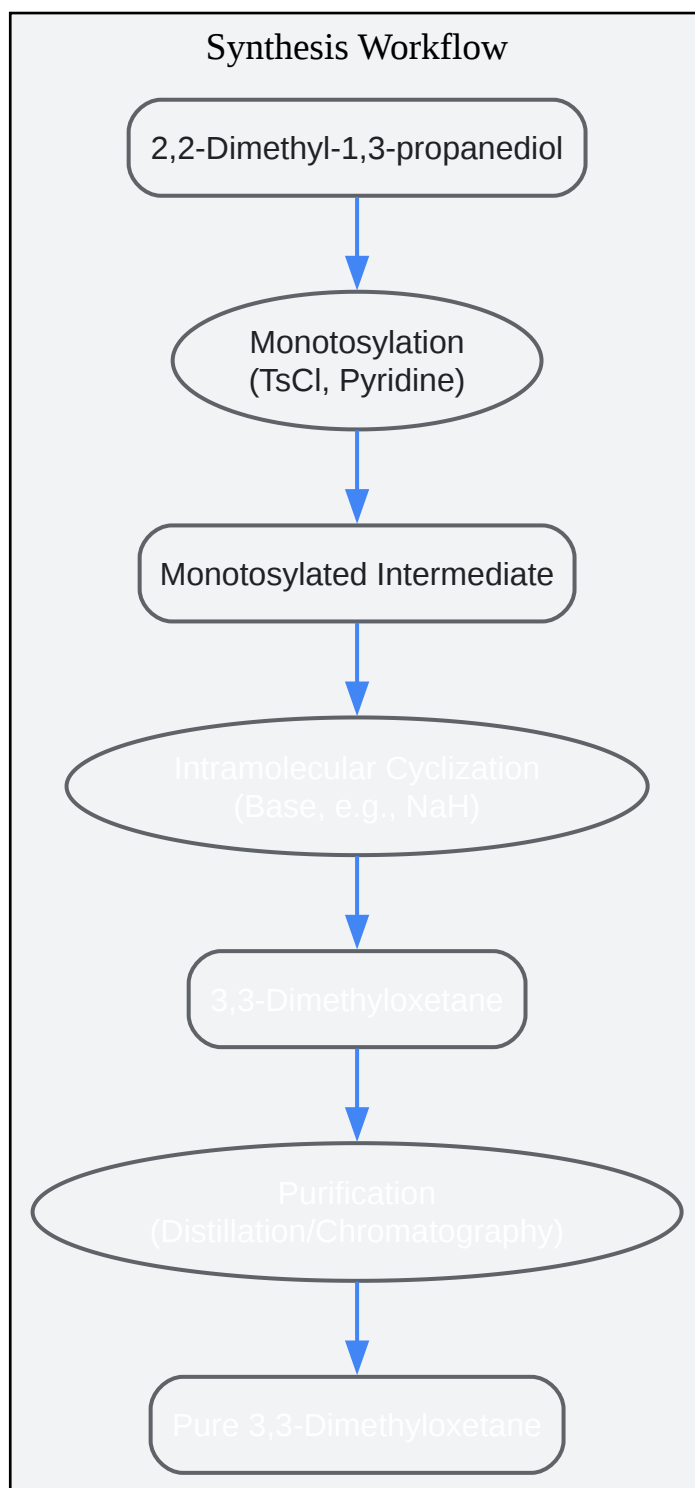 Synthesis Workflow
2,2-Dimethyl-1,3-propanediol
Monotosylation
(TsCl, Pyridine)
Monotosylated Intermediate
Intramolecular Cyclization
(Base, e.g., NaH)
3,3-Dimethyloxetane
Purification
(Distillation/Chromatography)
Pure 3,3-Dimethyloxetane